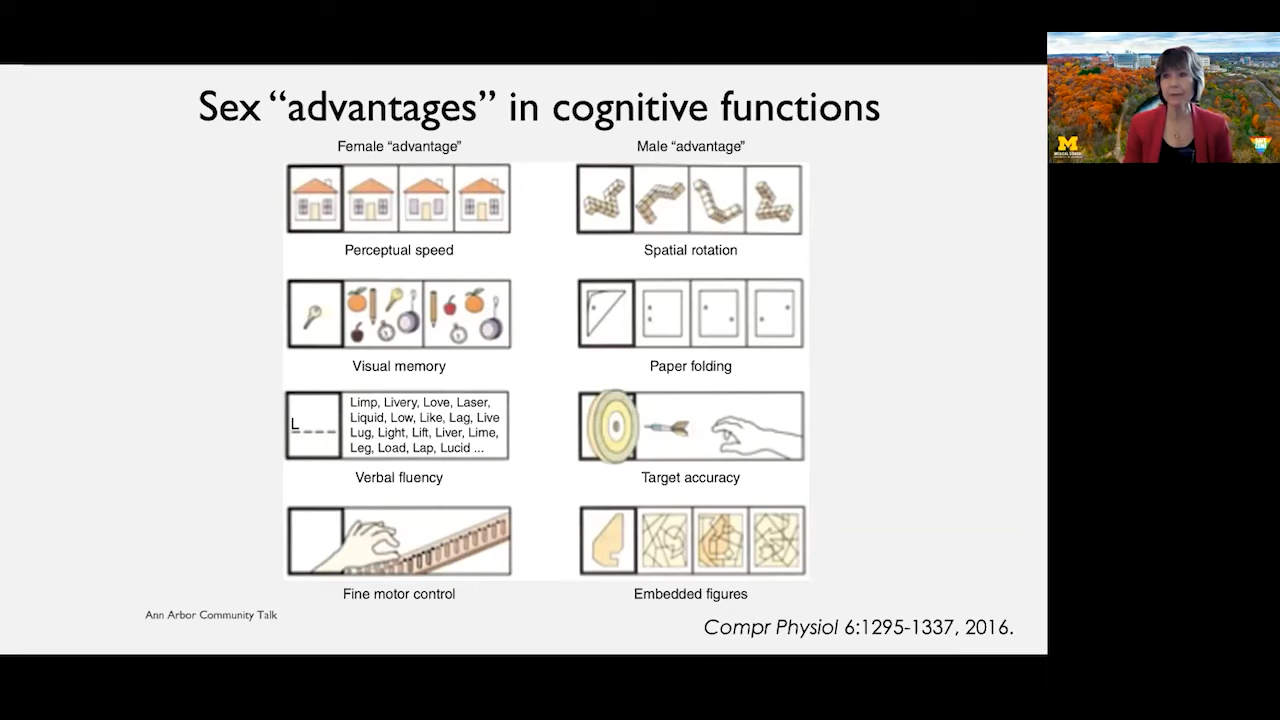 Sex “advantages” in cognitive functions
Female “advantage”
Perceptual speed
Visual memory
L _ _ _ _
Limp, Livery, Love, Laser,
Liquid, Low, Like, Lag, Live
Lug, Light, Lift, Liver, Lime,
Leg, Load, Lap, Lucid ...
Verbal fluency
Fine motor control
Male “advantage”
Spatial rotation
Paper folding
Target accuracy
Embedded figures
Ann Arbor Community Talk
Compr Physiol 6:1295-1337, 2016.
M